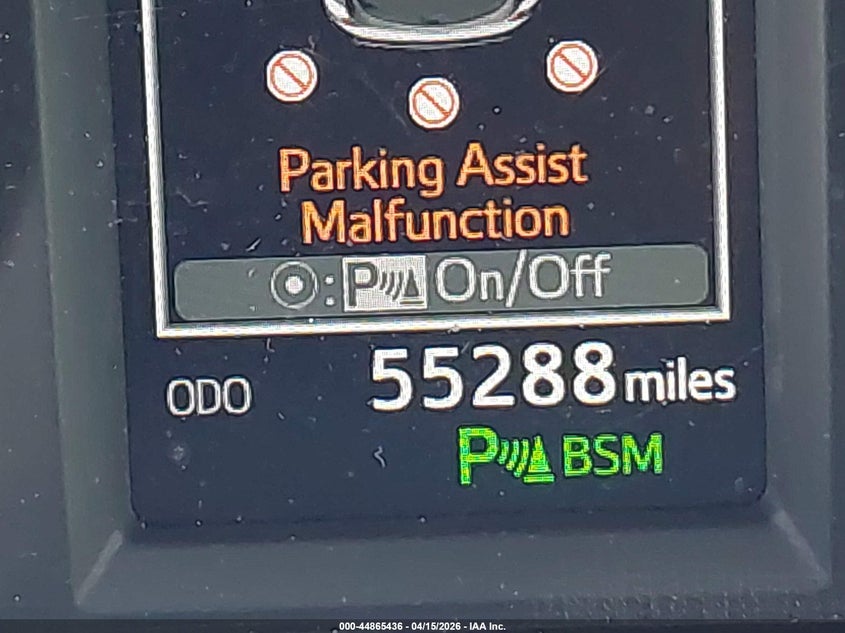 Parking Assist
Malfunction
: P On/Off
ODO 55288 miles
P BSM
000-44865436 - 04/15/2026 - IAA Inc.